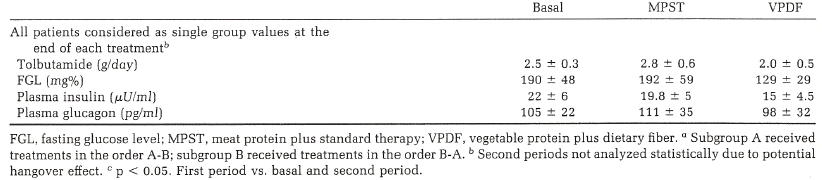 Basal MPST VPDF
All patients considered as single group values at the
end of each treatmentᵇ
Tolbutamide (g/day) 2.5 ± 0.3 2.8 ± 0.6 2.0 ± 0.5
FGL (mg%) 190 ± 48 192 ± 59 129 ± 29
Plasma insulin (μU/ml) 22 ± 6 19.8 ± 5 15 ± 4.5
Plasma glucagon (pg/ml) 105 ± 22 111 ± 35 98 ± 32
FGL, fasting glucose level; MPST, meat protein plus standard therapy; VPDF, vegetable protein plus dietary fiber. ᵃ Subgroup A received
treatments in the order A-B; subgroup B received treatments in the order B-A. ᵇ Second periods not analyzed statistically due to potential
hangover effect. ᶜ p < 0.05. First period vs. basal and second period.